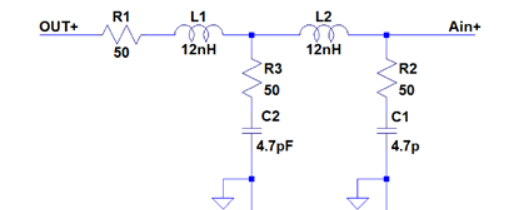 R1 L1 L2
OUT+ Ain+
50 12nH 12nH
R3 R2
50 50
C2 C1
4.7pF 4.7p